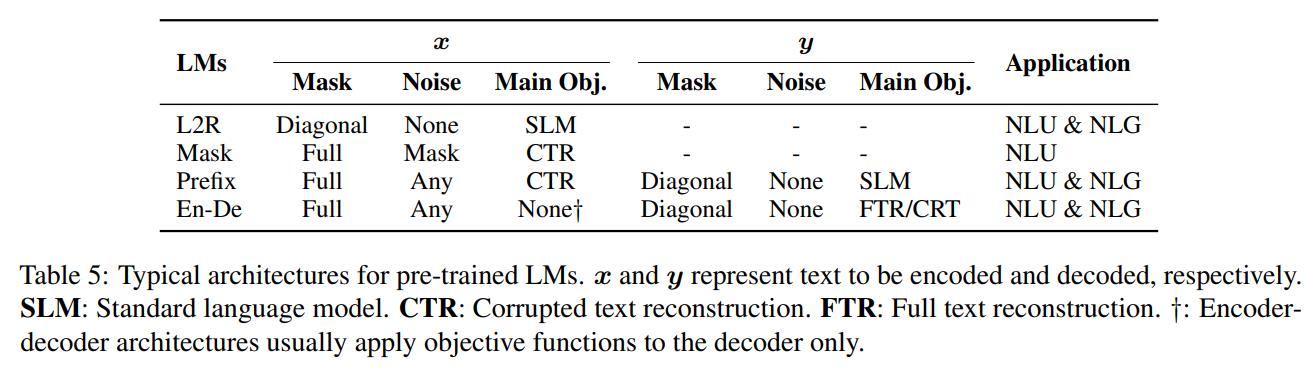 x y
LMs Application
Mask Noise Main Obj. Mask Noise Main Obj.
L2R Diagonal None SLM - - - NLU & NLG
Mask Full Mask CTR - - - NLU
Prefix Full Any CTR Diagonal None SLM NLU & NLG
En-De Full Any None† Diagonal None FTR/CRT NLU & NLG
Table 5: Typical architectures for pre-trained LMs. x and y represent text to be encoded and decoded, respectively.
SLM: Standard language model. CTR: Corrupted text reconstruction. FTR: Full text reconstruction. †: Encoder-
decoder architectures usually apply objective functions to the decoder only.